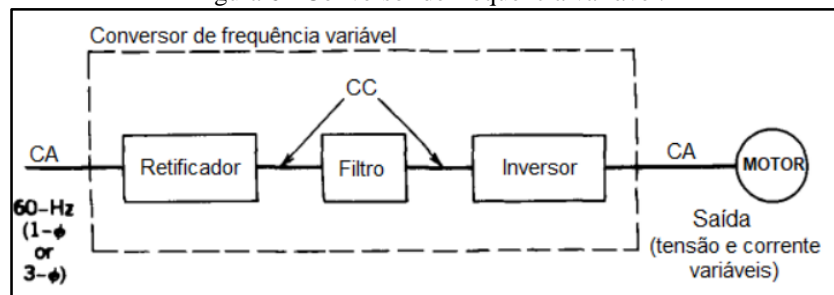 Conversor de frequência variável
CC
CA
Retificador
Filtro
Inversor
CA
MOTOR
60-Hz
(1-ϕ
or
3-ϕ)
Saída
(tensão e corrente
variáveis)